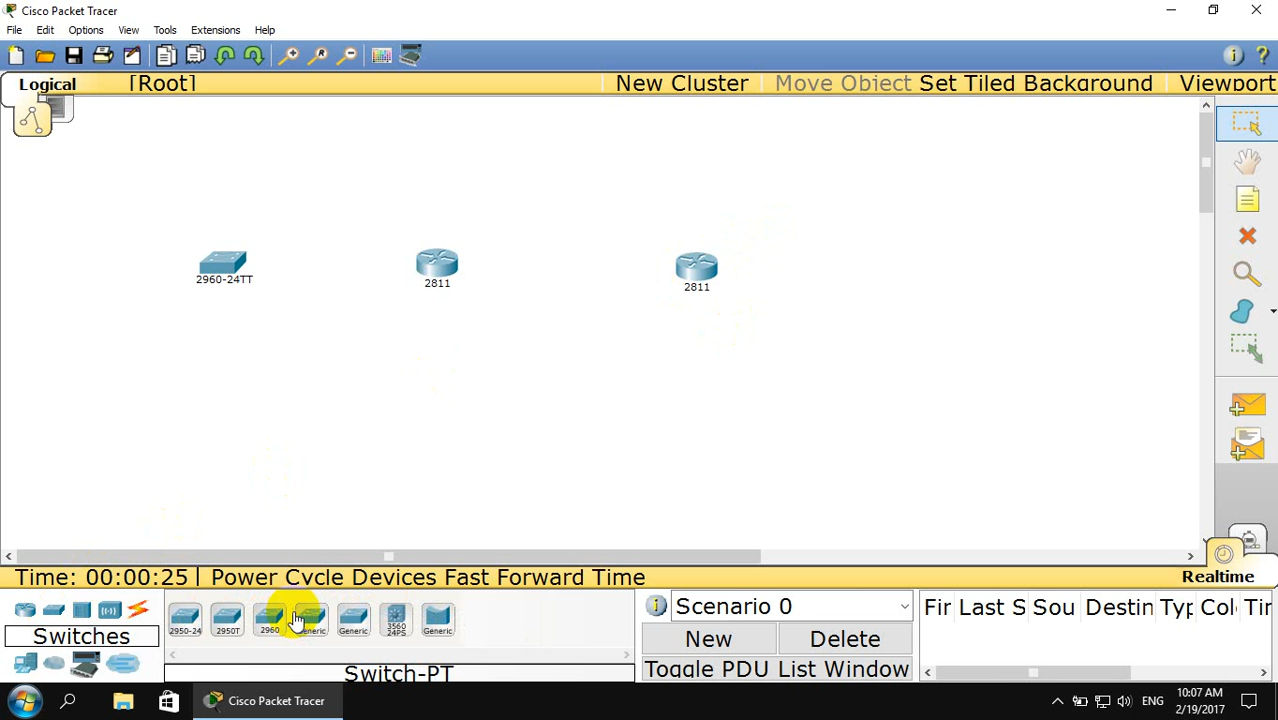 Cisco Packet Tracer
File Edit Options View Tools Extensions Help
Logical [Root] New Cluster Move Object Set Tiled Background Viewport
2960-24TT
2811
2811
Time: 00:00:25 Power Cycle Devices Fast Forward Time
Realtime
Switches
2950-24 2950T 2960 Generic Generic 3560 24PS Generic
Switch-PT
Scenario 0
New Delete
Toggle PDU List Window
Fir Last S Sou Destin Typ Col Tir
Cisco Packet Tracer
ENG
10:07 AM
2/19/2017